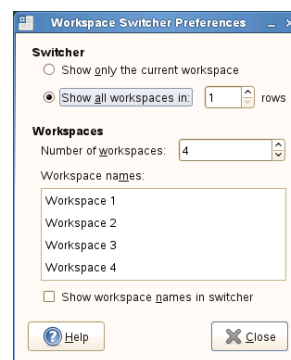 Workspace Switcher Preferences
Switcher
Show only the current workspace
Show all workspaces in: 1 rows
Workspaces
Number of workspaces: 4
Workspace names:
Workspace 1
Workspace 2
Workspace 3
Workspace 4
Show workspace names in switcher
Help Close